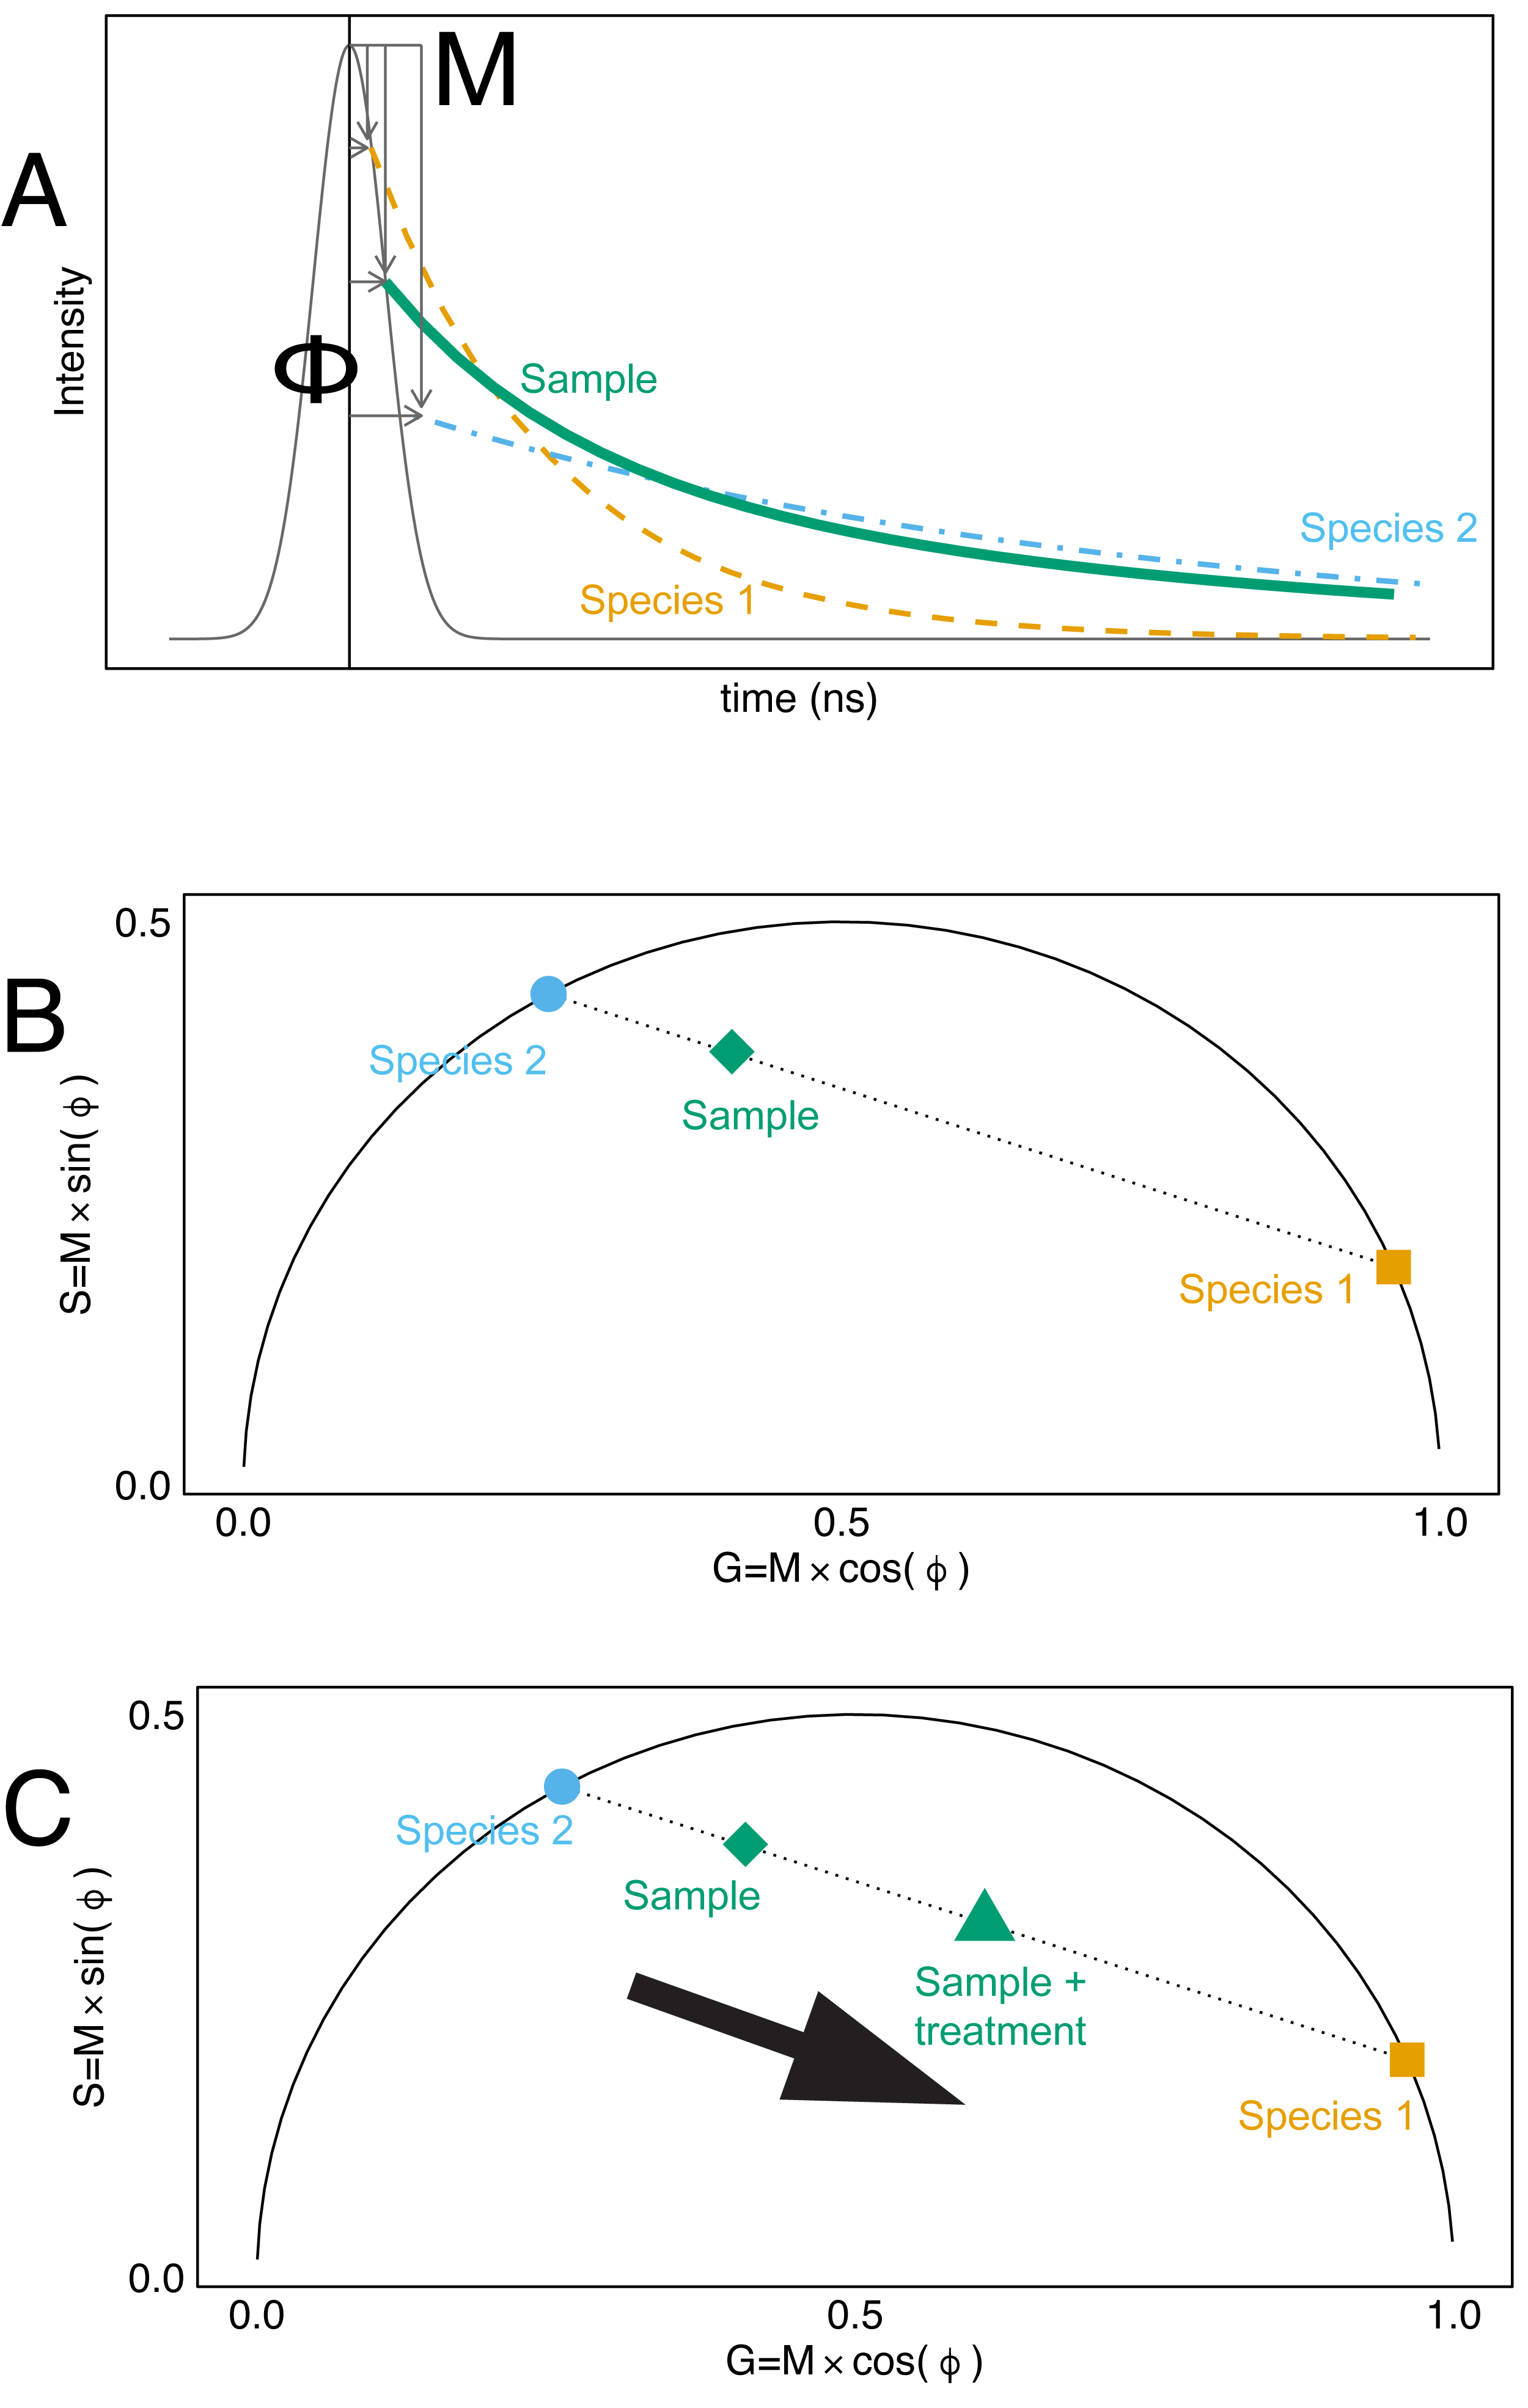 A
M
Φ
Intensity
Sample
Species 2
Species 1
time (ns)
B
0.5
Species 2
Sample
Species 1
S=M×sin(ϕ)
0.0
0.0 0.5 1.0
G=M×cos(ϕ)
C
0.5
Species 2
Sample
Sample +
treatment
Species 1
S=M×sin(ϕ)
0.0
0.0 0.5 1.0
G=M×cos(ϕ)